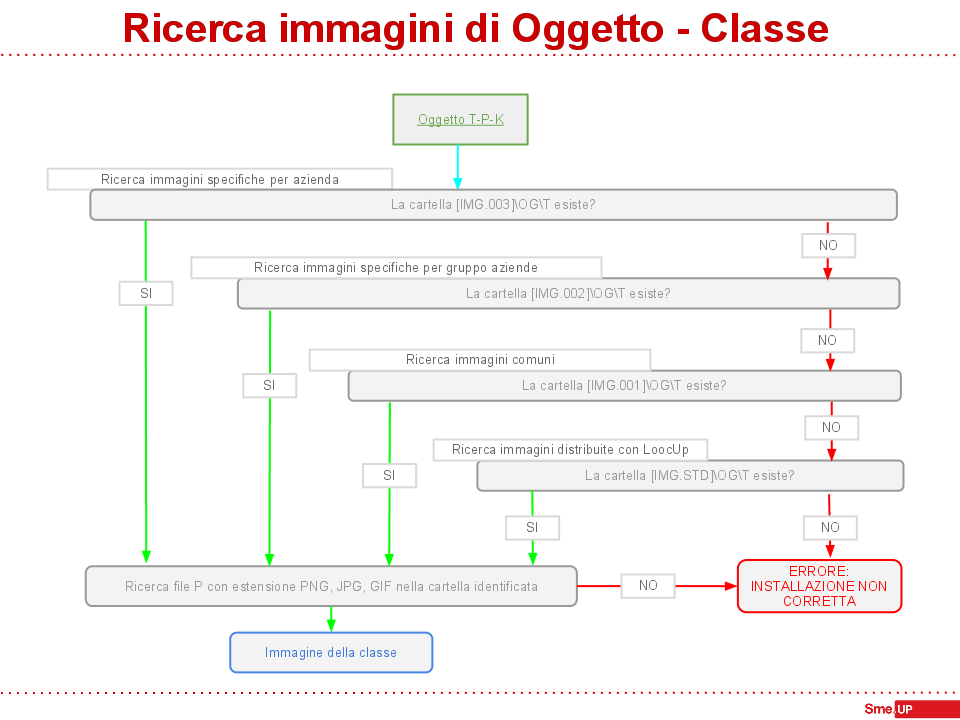 Ricerca immagini di Oggetto - Classe
Oggetto T-P-K
Ricerca immagini specifiche per azienda
La cartella [IMG.003]\OG\T esiste?
NO
Ricerca immagini specifiche per gruppo aziende
SI
La cartella [IMG.002]\OG\T esiste?
NO
Ricerca immagini comuni
SI
La cartella [IMG.001]\OG\T esiste?
NO
Ricerca immagini distribuite con LoocUp
SI
La cartella [IMG.STD]\OG\T esiste?
SI
NO
Ricerca file P con estensione PNG, JPG, GIF nella cartella identificata
NO
ERRORE:
INSTALLAZIONE NON
CORRETTA
Immagine della classe
Sme.UP